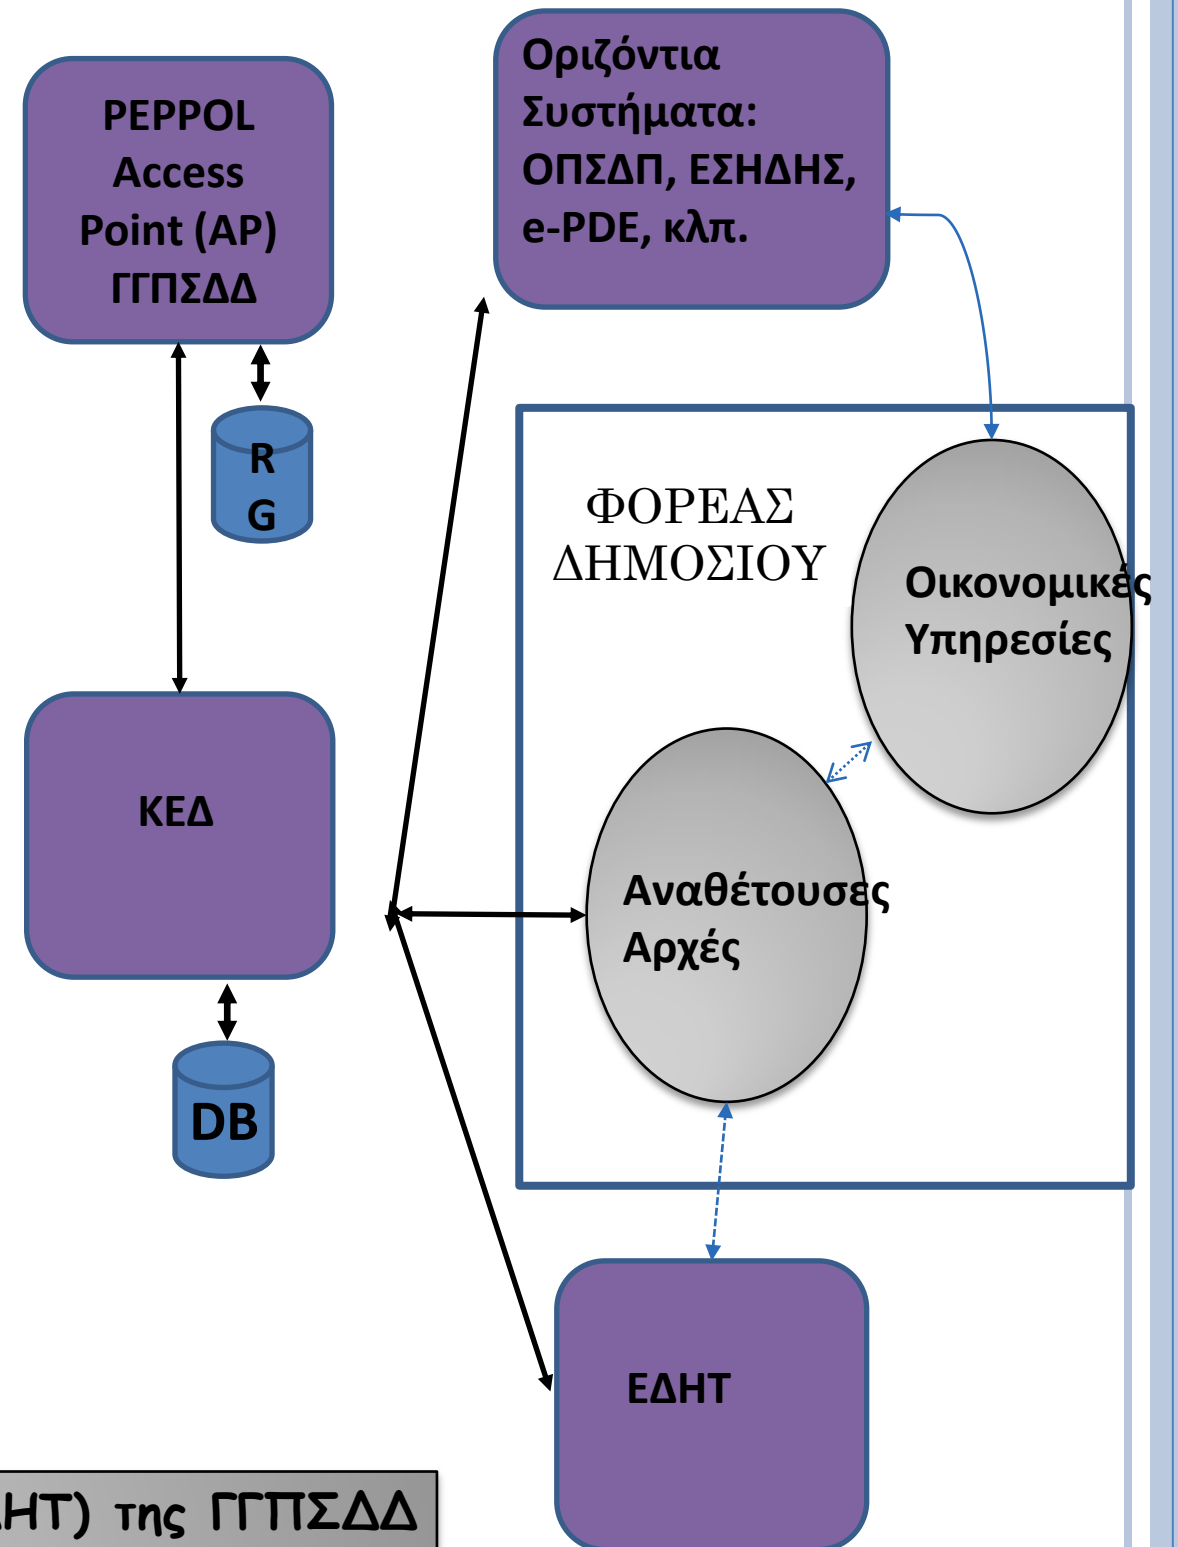 PEPPOL
Access
Point (AP)
ΓΓΠΣΔΔ
R
G
ΚΕΔ
DB
Οριζόντια
Συστήματα:
ΟΠΣΔΠ, ΕΣΗΔΗΣ,
e-PDE, κλπ.
ΦΟΡΕΑΣ
ΔΗΜΟΣΙΟΥ
Οικονομικές
Υπηρεσίες
Αναθέτουσες
Αρχές
ΕΔΗΤ
ΔΗΤ) της ΓΓΠΣΔΔ